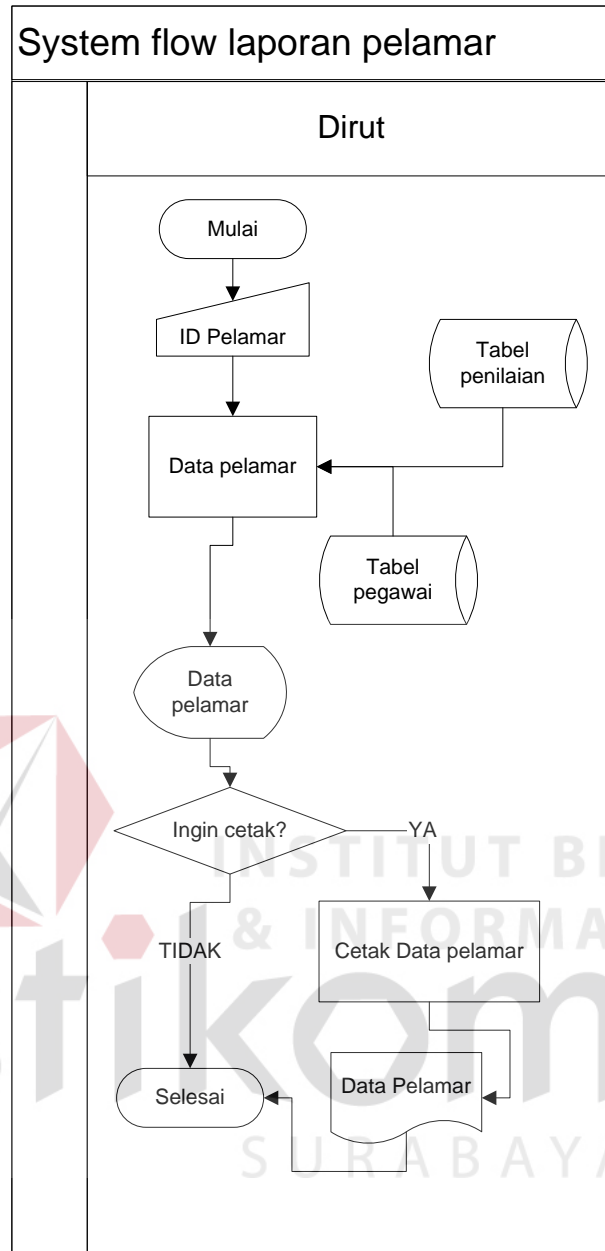 System flow laporan pelamar
Dirut
Mulai
ID Pelamar
Tabel
penilaian
Data pelamar
Tabel
pegawai
Data
pelamar
Ingin cetak?
YA
TIDAK
Cetak Data pelamar
Data Pelamar
Selesai
INSTITUT BI
& INFORMA
stikom
SURABAYA